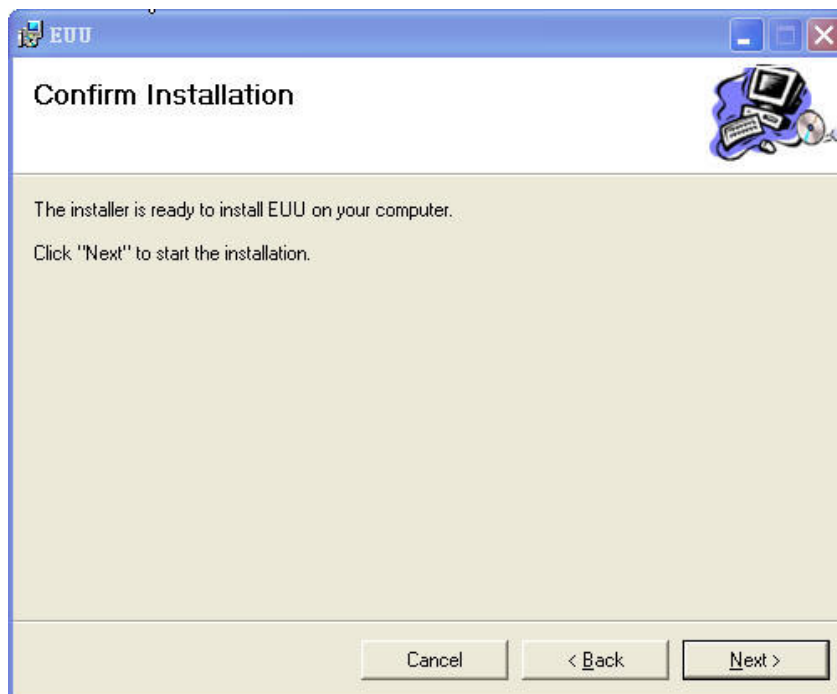 EUU
Confirm Installation
The installer is ready to install EUU on your computer.
Click "Next" to start the installation.
Cancel
< Back
Next >